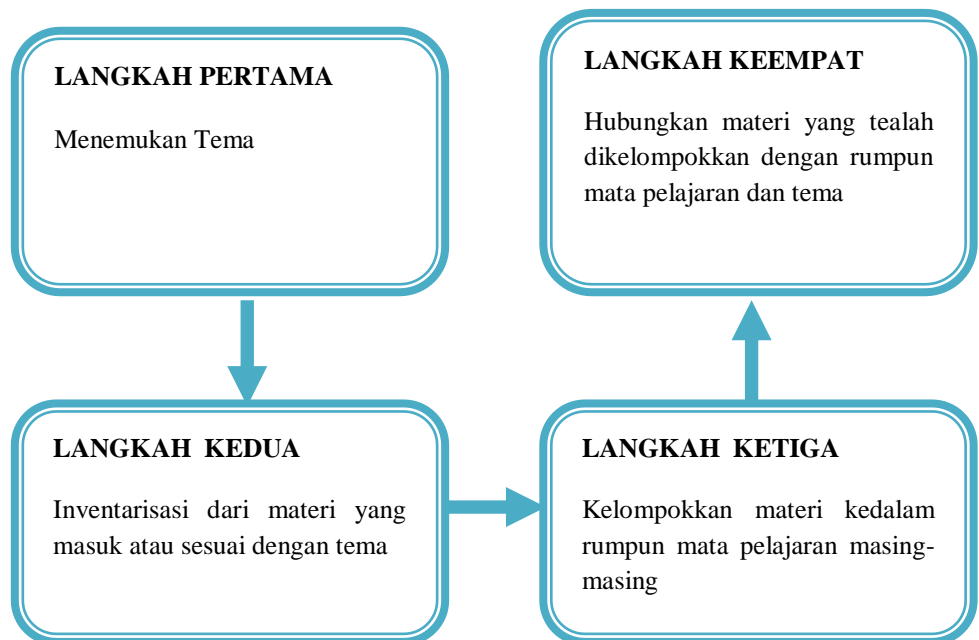 LANGKAH PERTAMA
Menemukan Tema
LANGKAH KEDUA
Inventarisasi dari materi yang
masuk atau sesuai dengan tema
LANGKAH KETIGA
Kelompokkan materi kedalam
rumpun mata pelajaran masing-
masing
LANGKAH KEEMPAT
Hubungkan materi yang tealah
dikelompokkan dengan rumpun
mata pelajaran dan tema